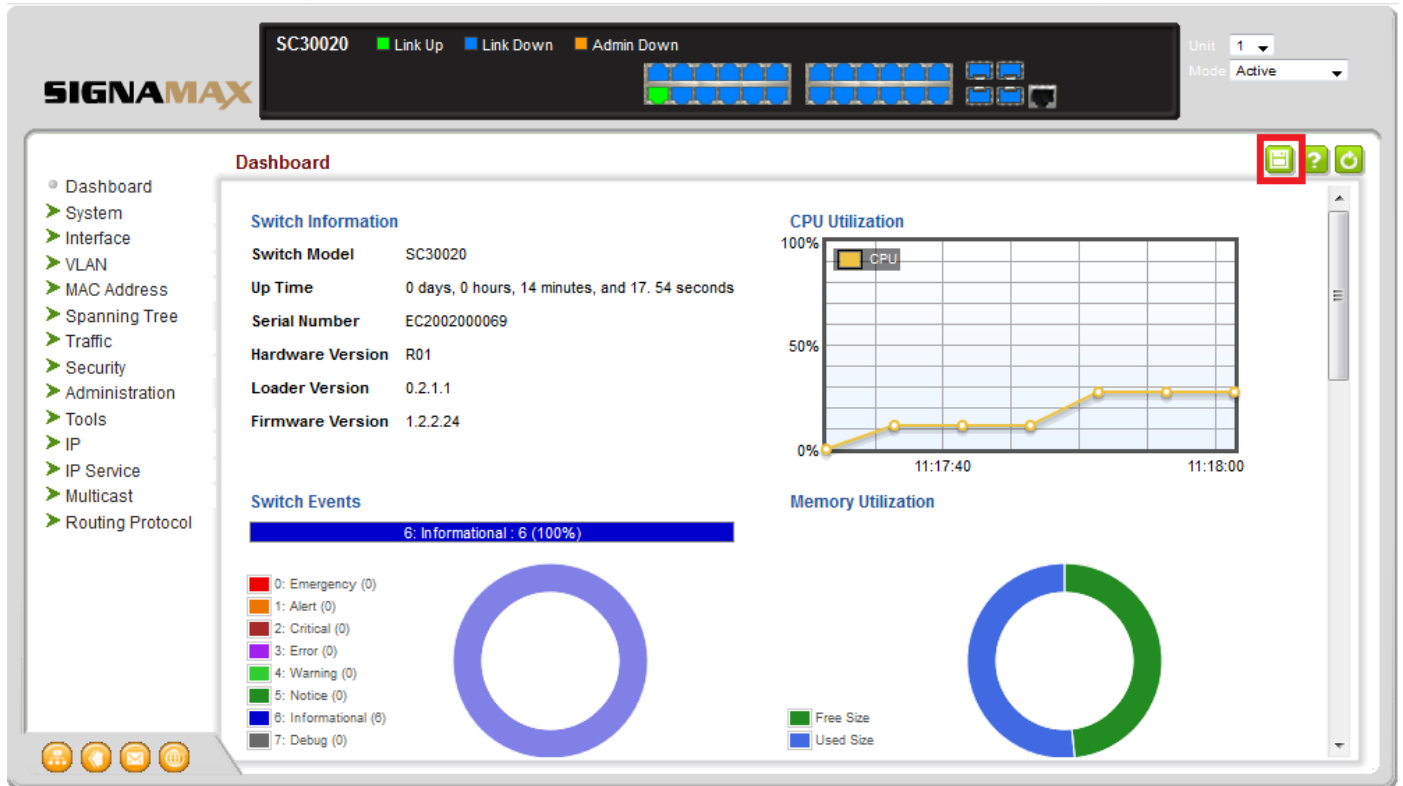 SC30020 Link Up Link Down Admin Down
Unit 1
Mode Active
SIGNAMAX
Dashboard
?
Dashboard
System
Interface
VLAN
MAC Address
Spanning Tree
Traffic
Security
Administration
Tools
IP
IP Service
Multicast
Routing Protocol
Switch Information
Switch Model SC30020
Up Time 0 days, 0 hours, 14 minutes, and 17. 54 seconds
Serial Number EC2002000069
Hardware Version R01
Loader Version 0.2.1.1
Firmware Version 1.2.2.24
CPU Utilization
100%
CPU
50%
0%
11:17:40 11:18:00
Switch Events
6: Informational : 6 (100%)
0: Emergency (0)
1: Alert (0)
2: Critical (0)
3: Error (0)
4: Warning (0)
5: Notice (0)
6: Informational (6)
7: Debug (0)
Memory Utilization
Free Size
Used Size